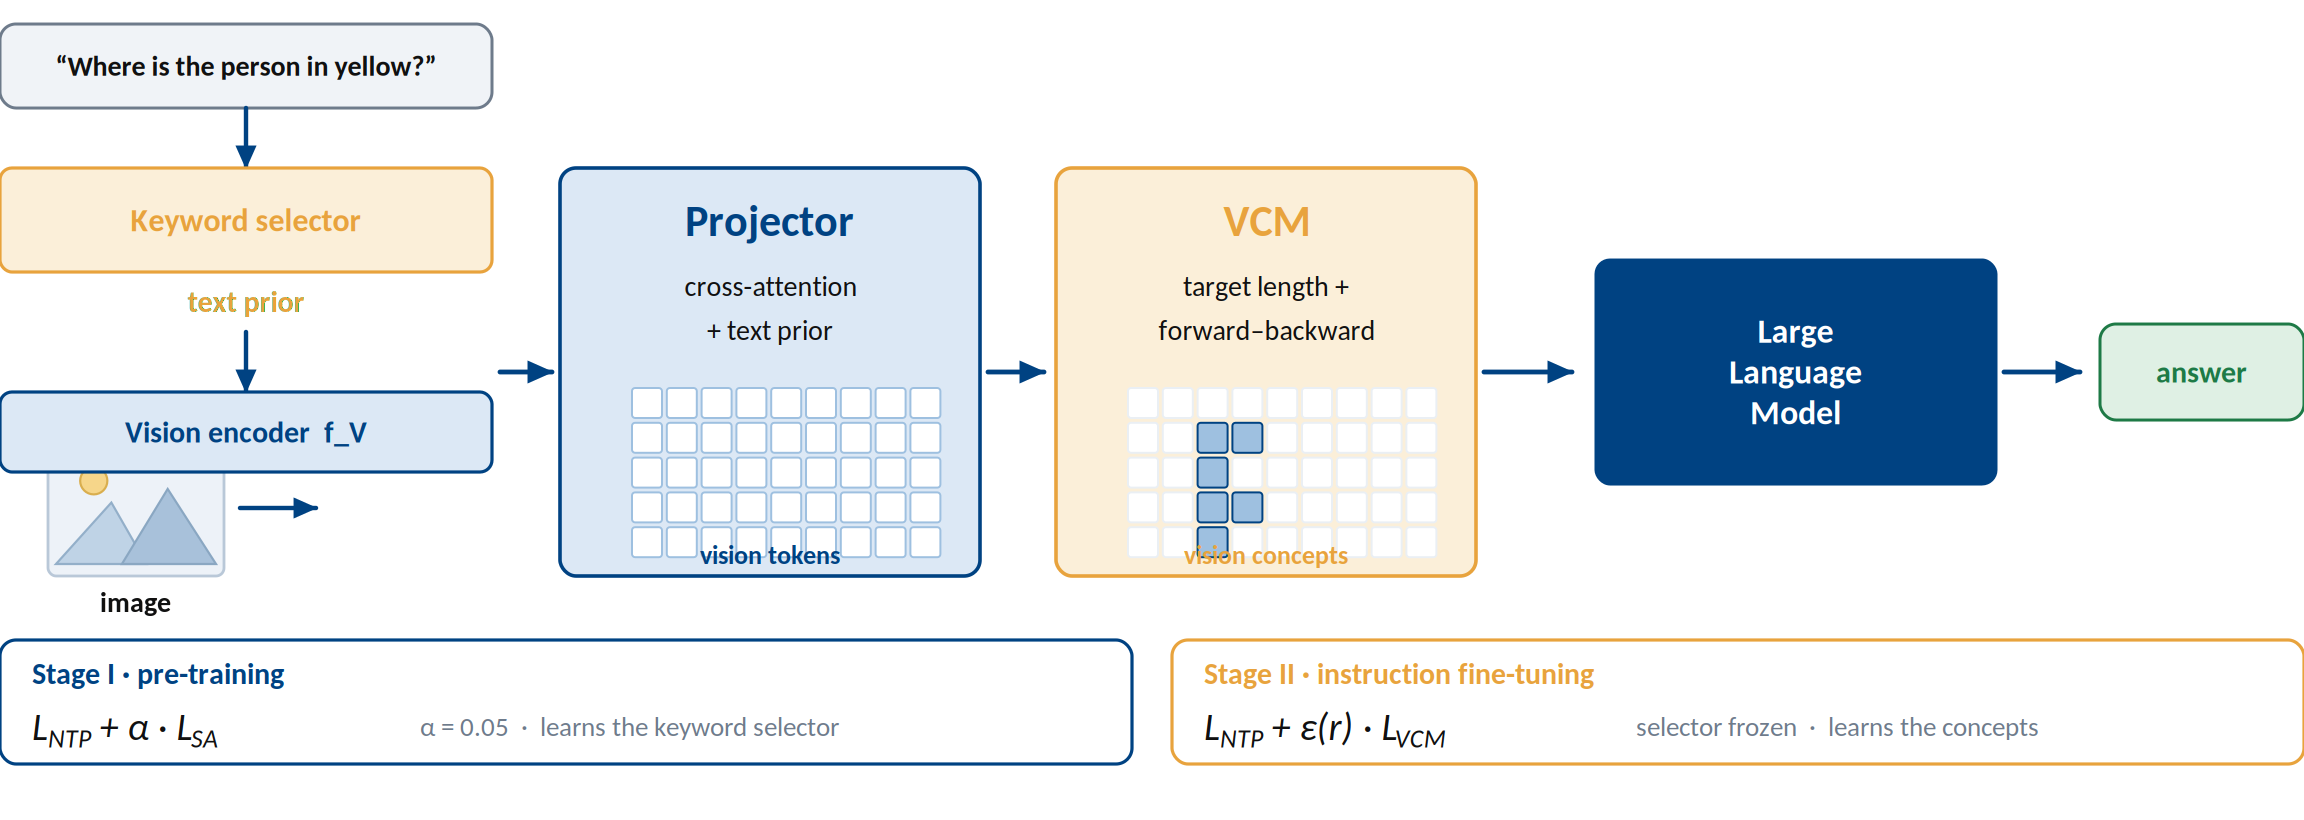 “Where is the person in yellow?”
Keyword selector
text prior
Vision encoder f_V
image
Projector
cross-attention
+ text prior
vision tokens
VCM
target length +
forward–backward
vision concepts
Large
Language
Model
answer
Stage I · pre-training
L_NTP + α · L_SA
α = 0.05 · learns the keyword selector
Stage II · instruction fine-tuning
L_NTP + ε(r) · L_VCM
selector frozen · learns the concepts